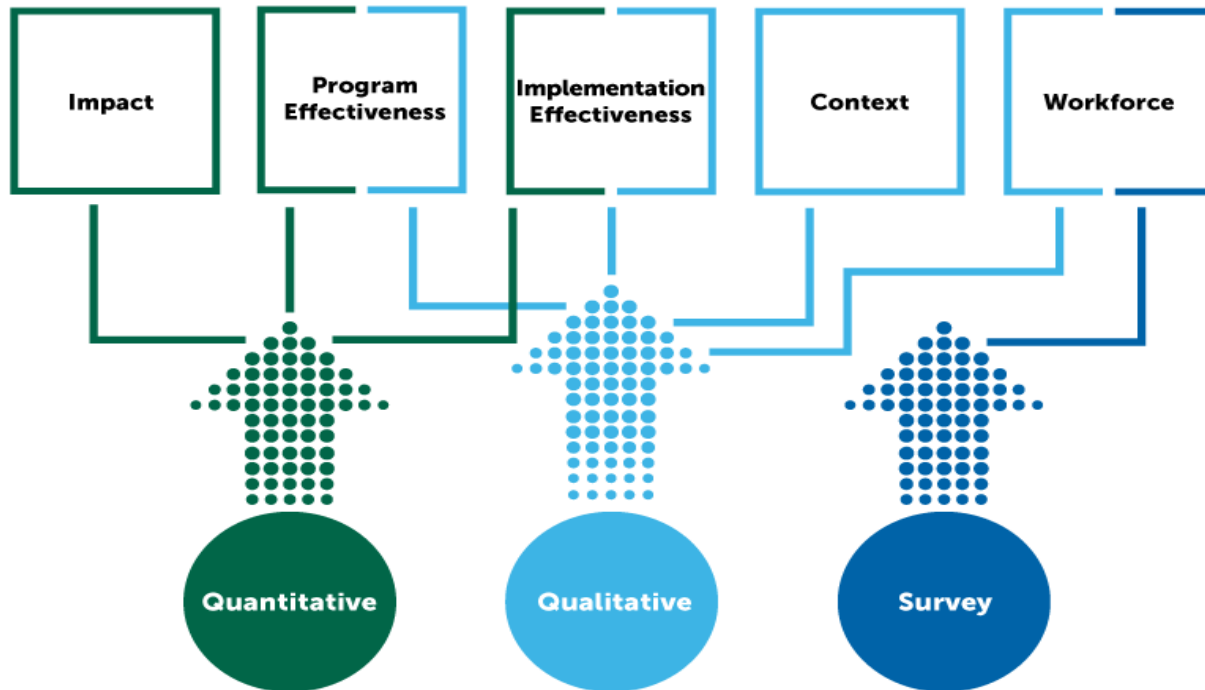 Impact
Program
Effectiveness
Implementation
Effectiveness
Context
Workforce
Quantitative
Qualitative
Survey